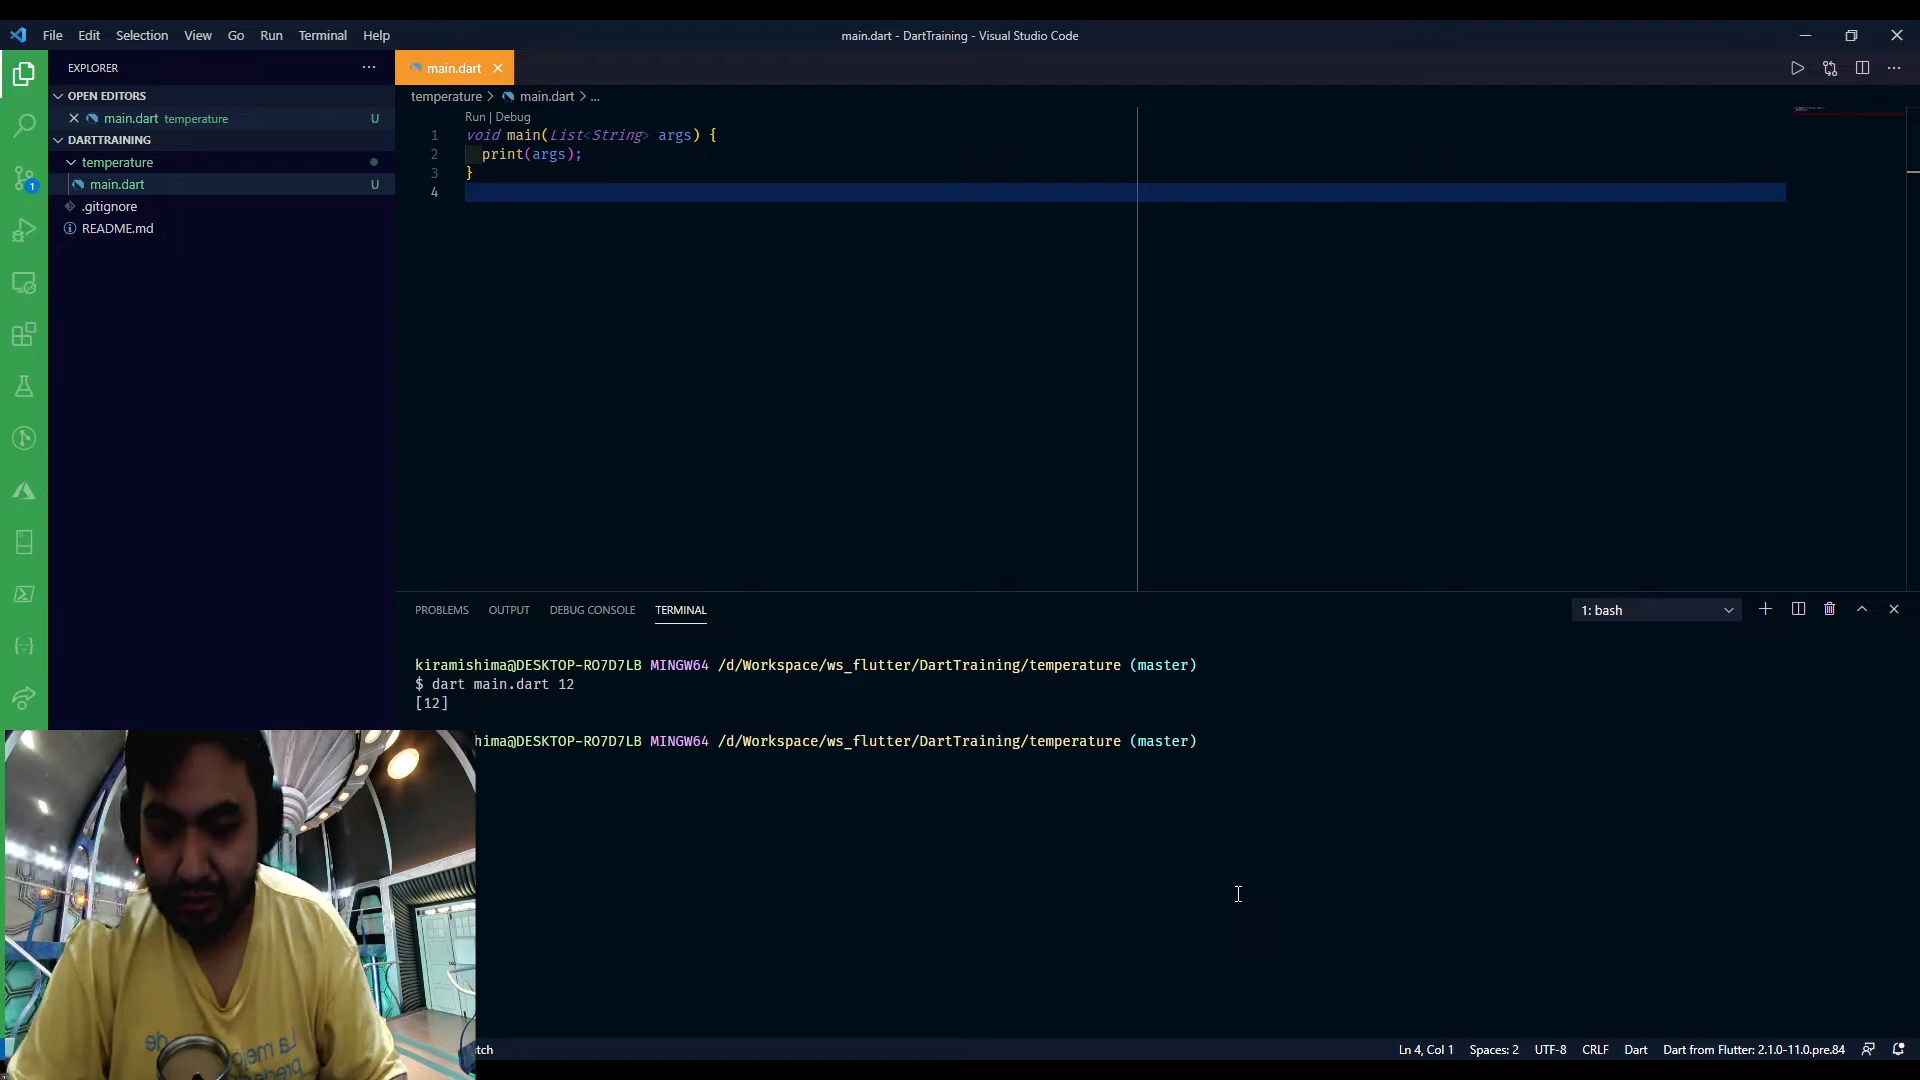 File Edit Selection View Go Run Terminal Help
main.dart - DartTraining - Visual Studio Code
EXPLORER
OPEN EDITORS
main.dart temperature U
DARTTRAINING
temperature
main.dart U
.gitignore
README.md
main.dart
temperature > main.dart > ...
Run | Debug
1 void main(List<String> args) {
2 print(args);
3 }
4
PROBLEMS OUTPUT DEBUG CONSOLE TERMINAL
1: bash
kiramishima@DESKTOP-RO7D7LB MINGW64 /d/Workspace/ws_flutter/DartTraining/temperature (master)
$ dart main.dart 12
[12]
hima@DESKTOP-RO7D7LB MINGW64 /d/Workspace/ws_flutter/DartTraining/temperature (master)
1
La mejo
de
prede
tch
Ln 4, Col 1 Spaces: 2 UTF-8 CRLF Dart Dart from Flutter: 2.1.0-11.0.pre.84